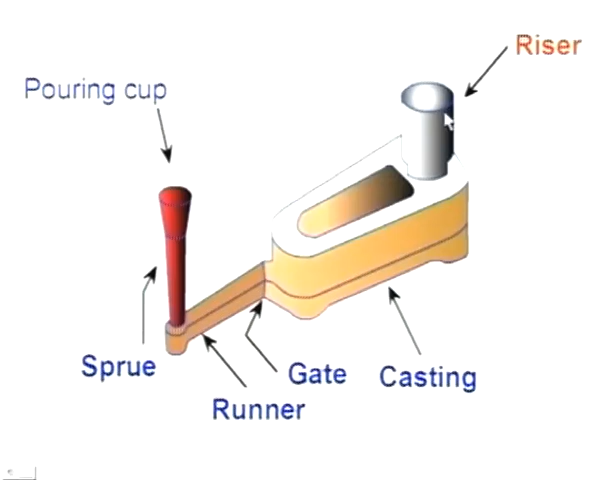 Riser
Pouring cup
Sprue
Gate
Casting
Runner